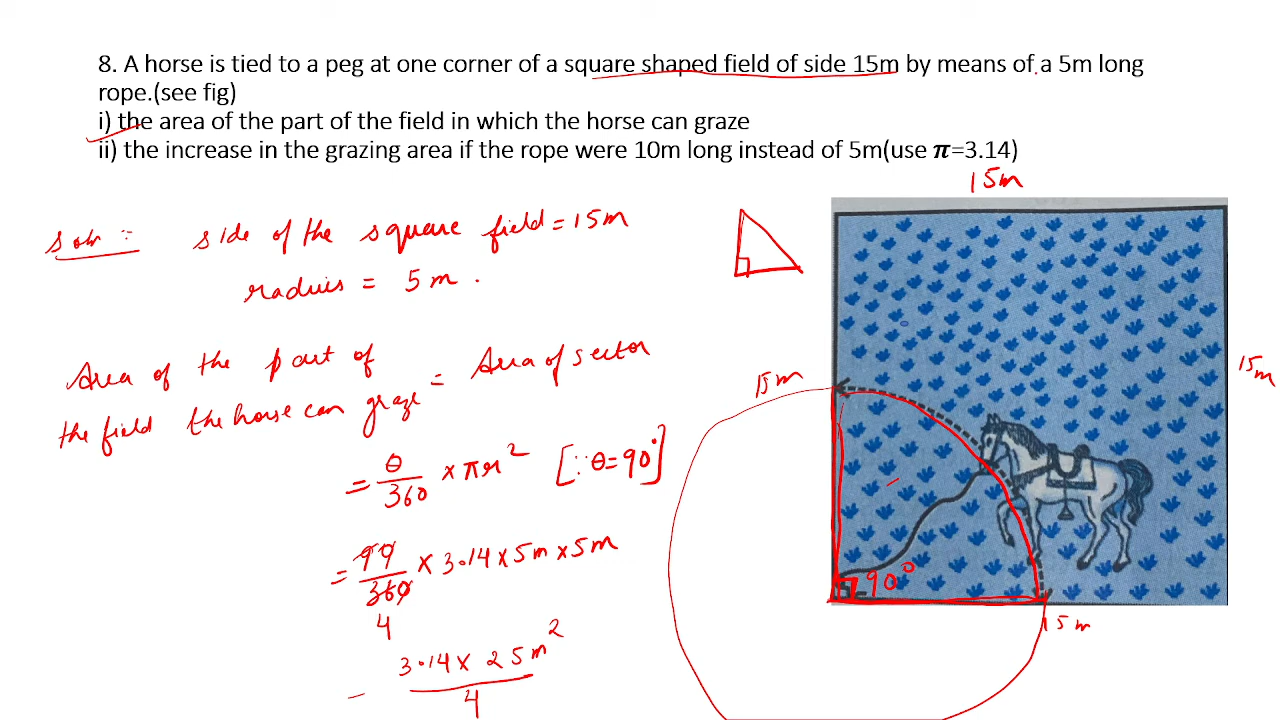 8. A horse is tied to a peg at one corner of a square shaped field of side 15m by means of a 5m long
rope.(see fig)
i) the area of the part of the field in which the horse can graze
ii) the increase in the grazing area if the rope were 10m long instead of 5m(use π=3.14)
15m
Soln :-
side of the square field = 15m
radius = 5m.
Area of the part of
the field the horse can graze = Area of sector
= θ/360 × πr² [∵ θ=90°]
= 90/360 × 3.14 × 5m × 5m
4
= 3.14 × 25m²/4
15m
15m
90°
15m